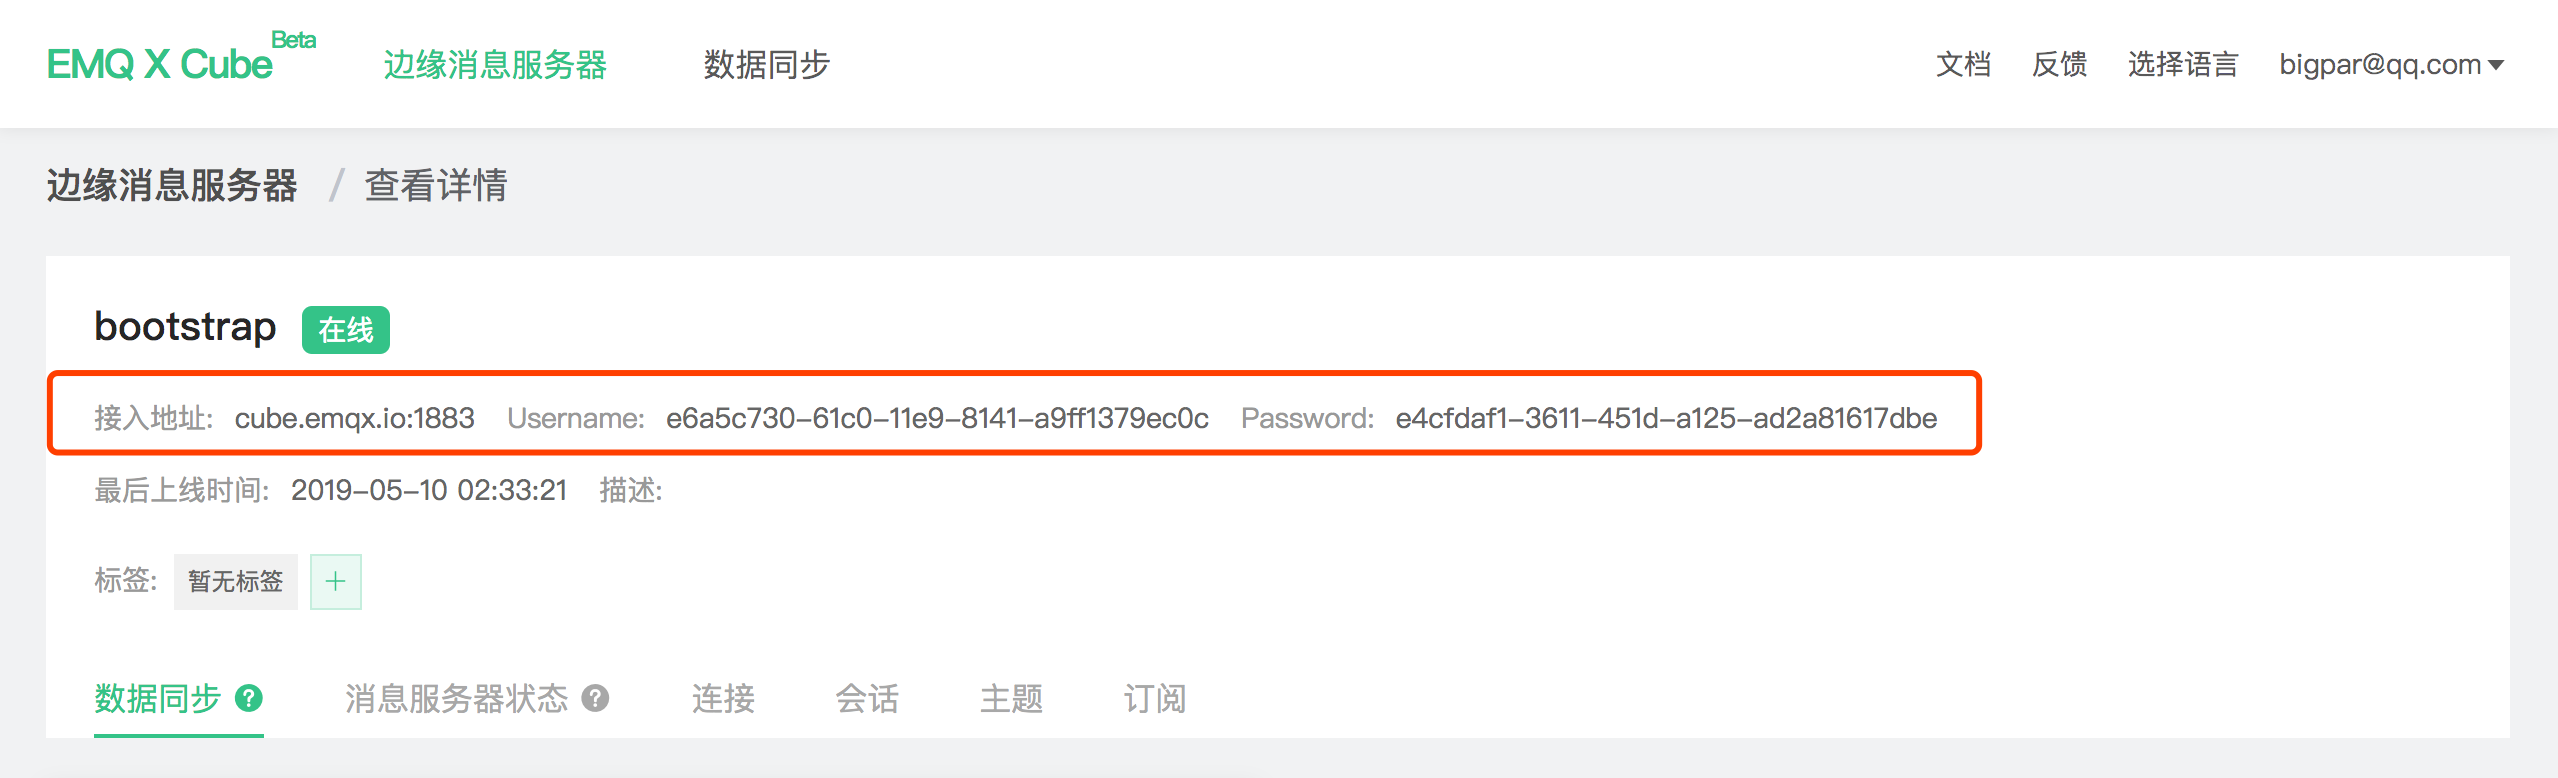 EMQ X Cube Beta 边缘消息服务器 数据同步 文档 反馈 选择语言 bigpar@qq.com
边缘消息服务器 / 查看详情
bootstrap 在线
接入地址: cube.emqx.io:1883 Username: e6a5c730-61c0-11e9-8141-a9ff1379ec0c Password: e4cfdaf1-3611-451d-a125-ad2a81617dbe
最后上线时间: 2019-05-10 02:33:21 描述:
标签: 暂无标签 +
数据同步 ? 消息服务器状态 ? 连接 会话 主题 订阅